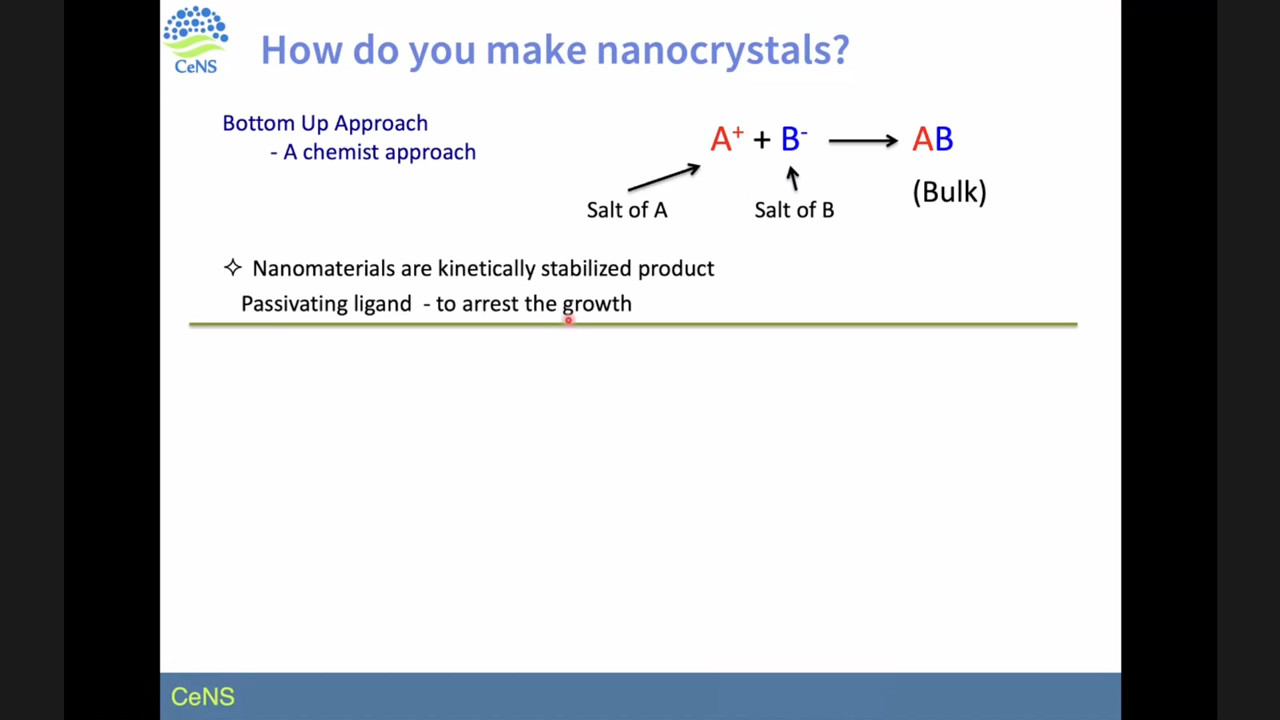 CeNS
How do you make nanocrystals?
Bottom Up Approach
- A chemist approach
A⁺ + B⁻ ⟶ AB
(Bulk)
Salt of A
Salt of B
✧ Nanomaterials are kinetically stabilized product
Passivating ligand - to arrest the growth
CeNS